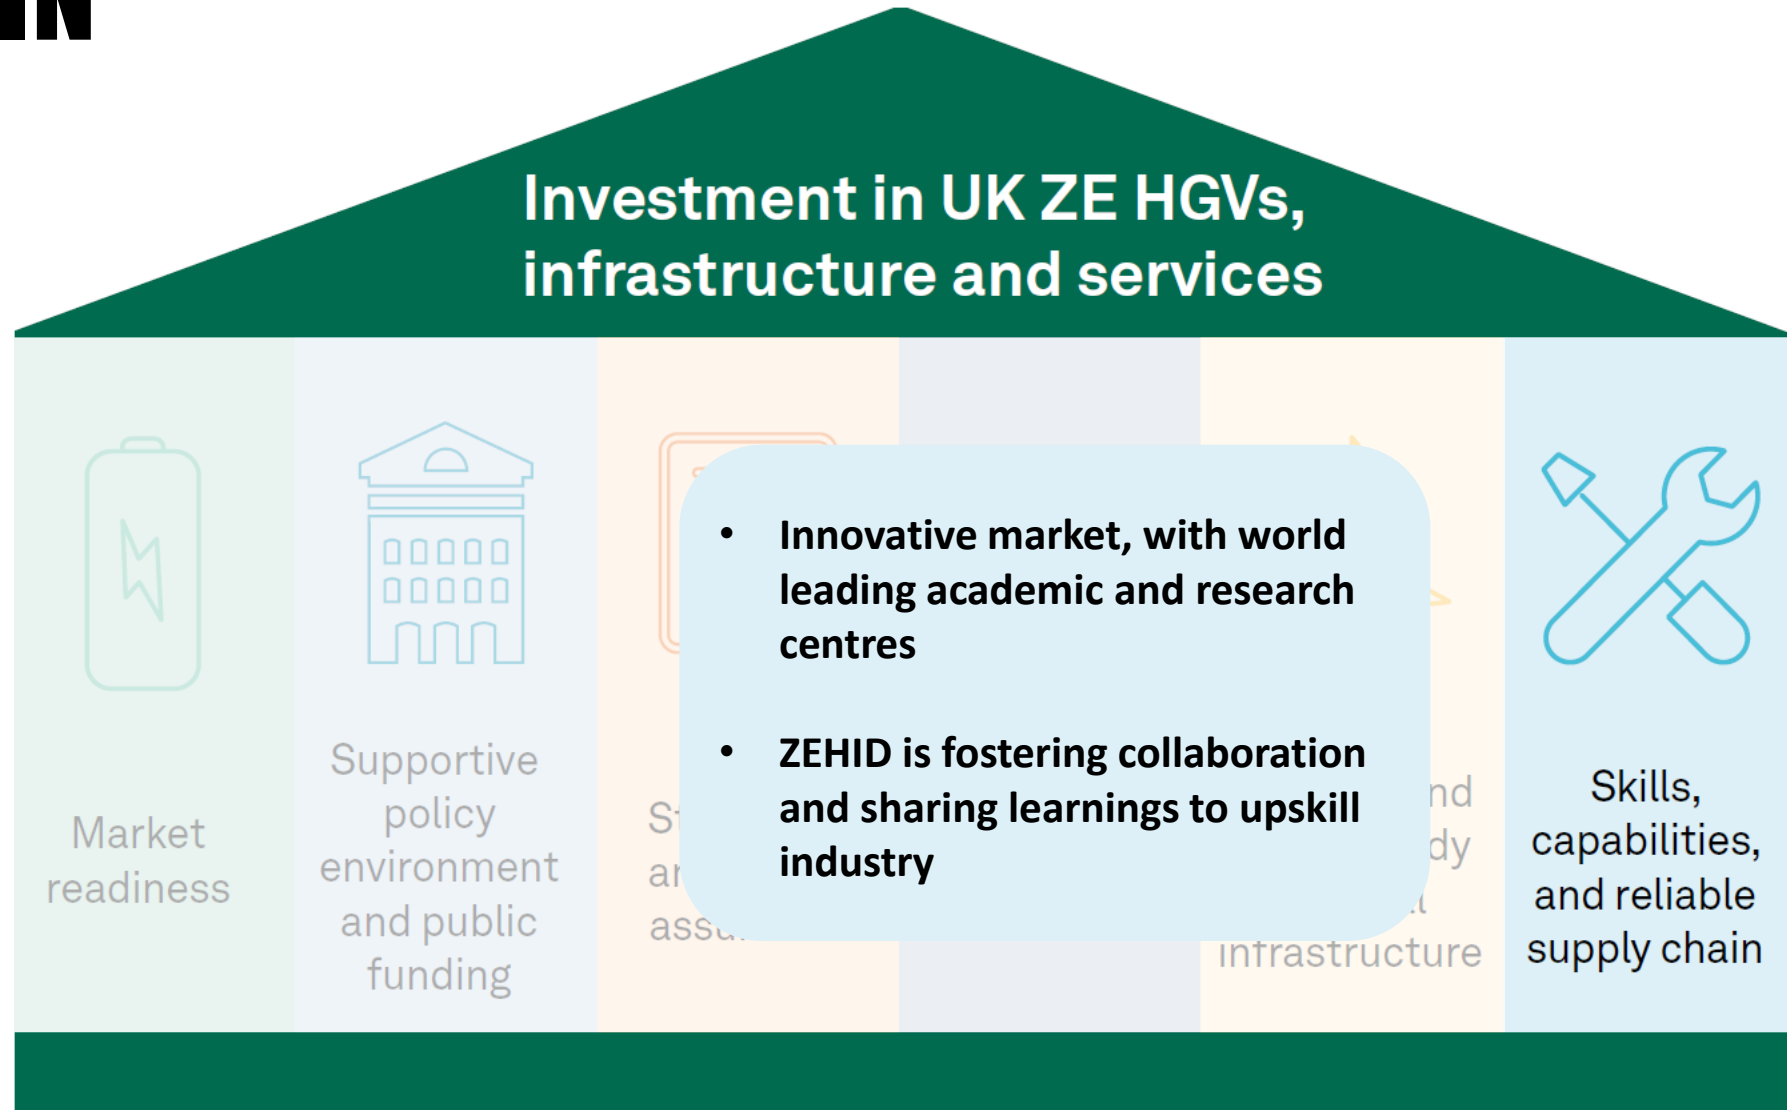 IN
Investment in UK ZE HGVs,
infrastructure and services
Market
readiness
Supportive
policy
environment
and public
funding
• Innovative market, with world
leading academic and research
centres
• ZEHID is fostering collaboration
and sharing learnings to upskill
industry
infrastructure
Skills,
capabilities,
and reliable
supply chain